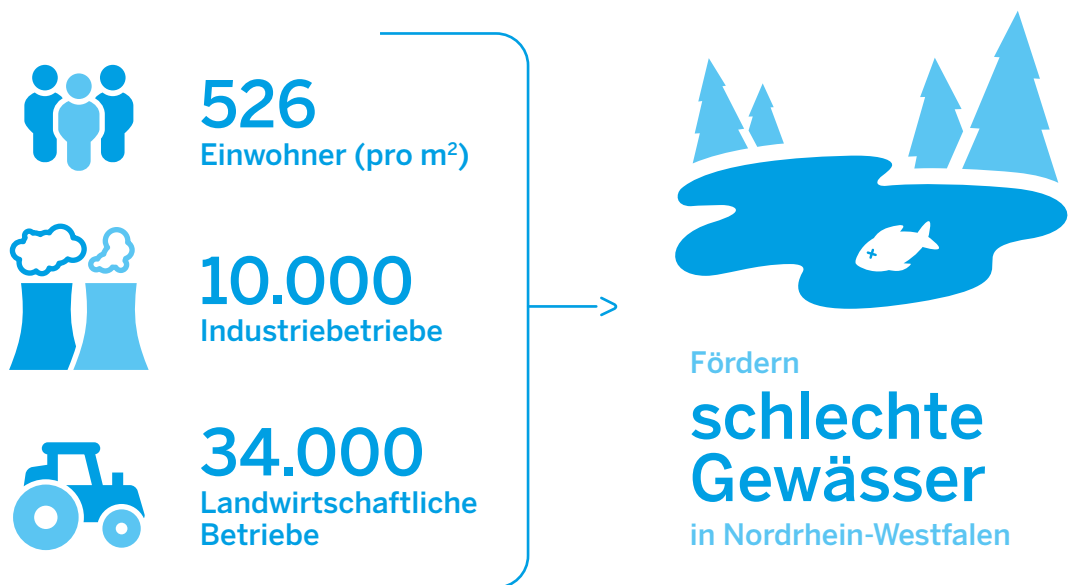 526
Einwohner (pro m²)
10.000
Industriebetriebe
34.000
Landwirtschaftliche
Betriebe
Fördern
schlechte
Gewässer
in Nordrhein-Westfalen